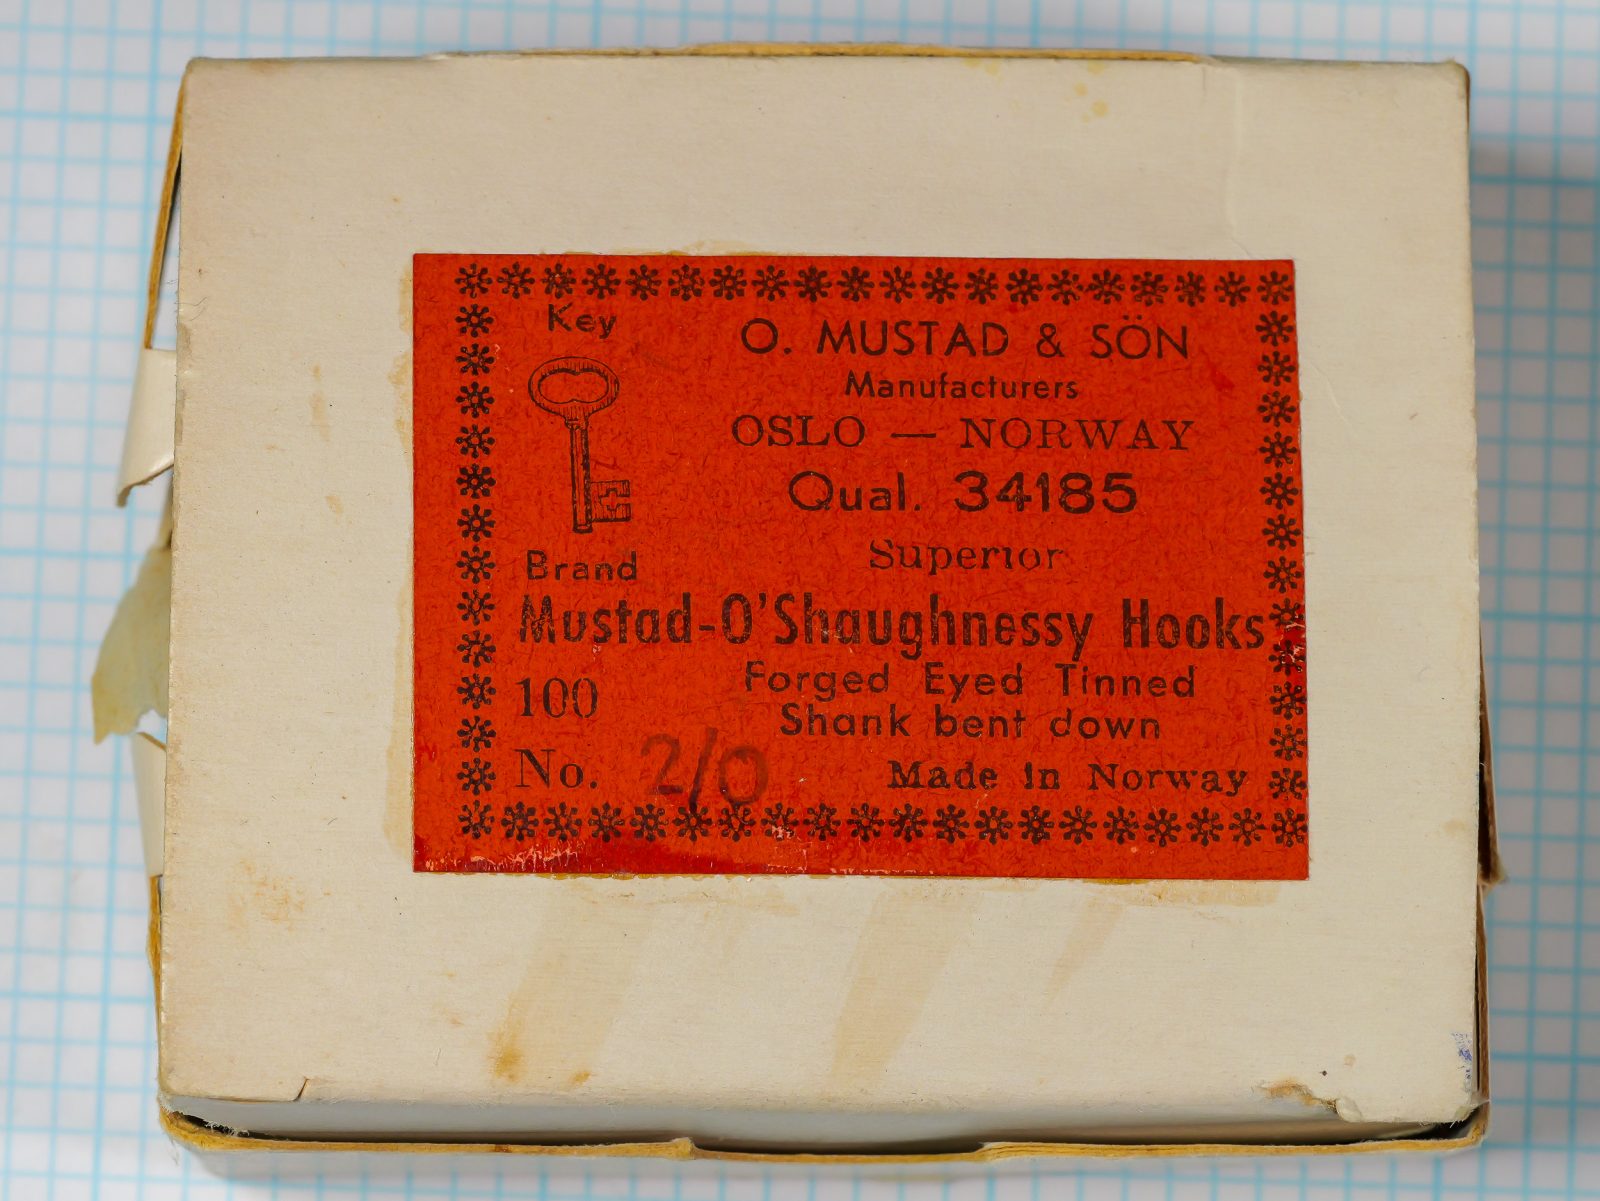 Key
Brand
O. MUSTAD & SÖN
Manufacturers
OSLO — NORWAY
Qual. 34185
Superior
Mustad-O'Shaughnessy Hooks
100
Forged Eyed Tinned
Shank bent down
No. 2/0
Made in Norway